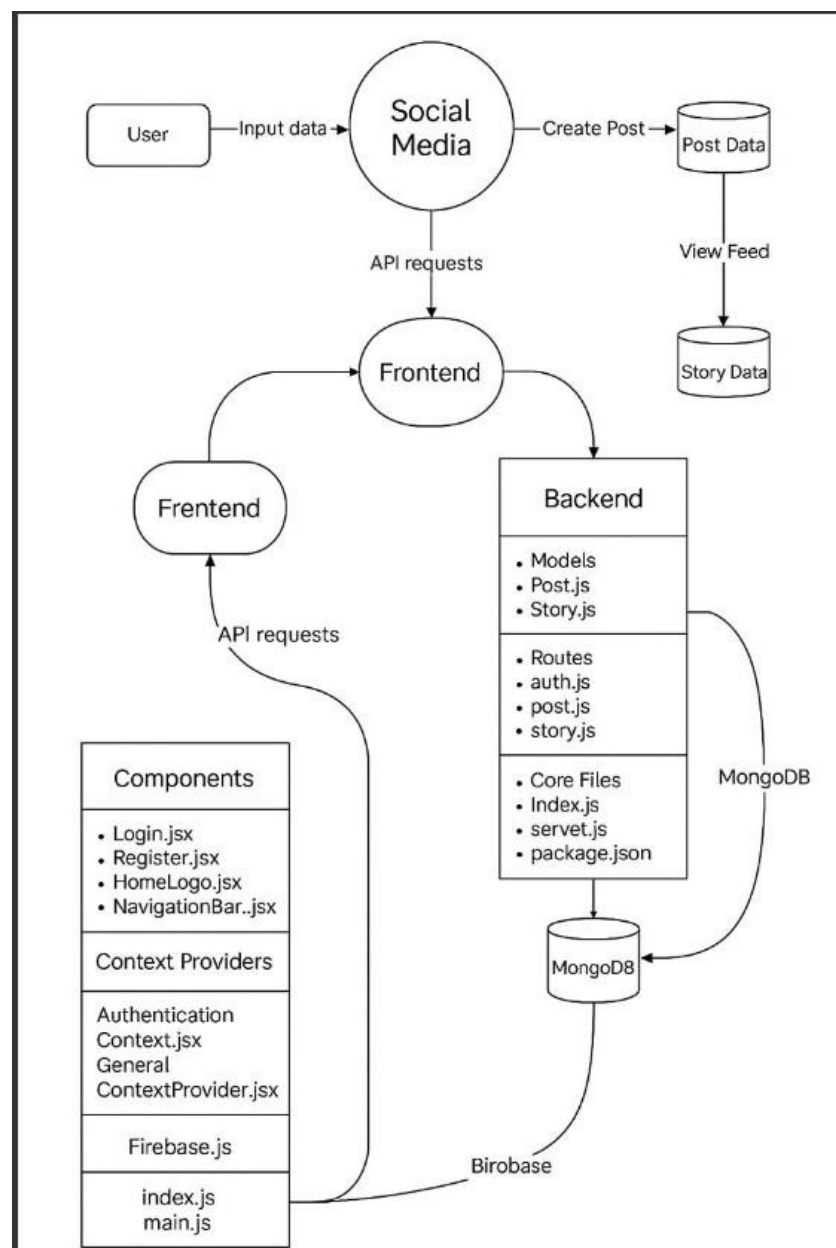 Social
Media
User
Input data
Create Post
Post Data
API requests
View Feed
Frontend
Story Data
Frentend
Backend
• Models
• Post.js
• Story.js
API requests
• Routes
• auth.js
• post.js
• story.js
Components
MongoDB
• Core Files
• Index.js
• servet.js
• package.json
• Login.jsx
• Register.jsx
• HomeLogo.jsx
• NavigationBar..jsx
Context Providers
MongoD8
Authentication
Context.jsx
General
ContextProvider.jsx
Firebase.js
Birobase
index.js
main.js